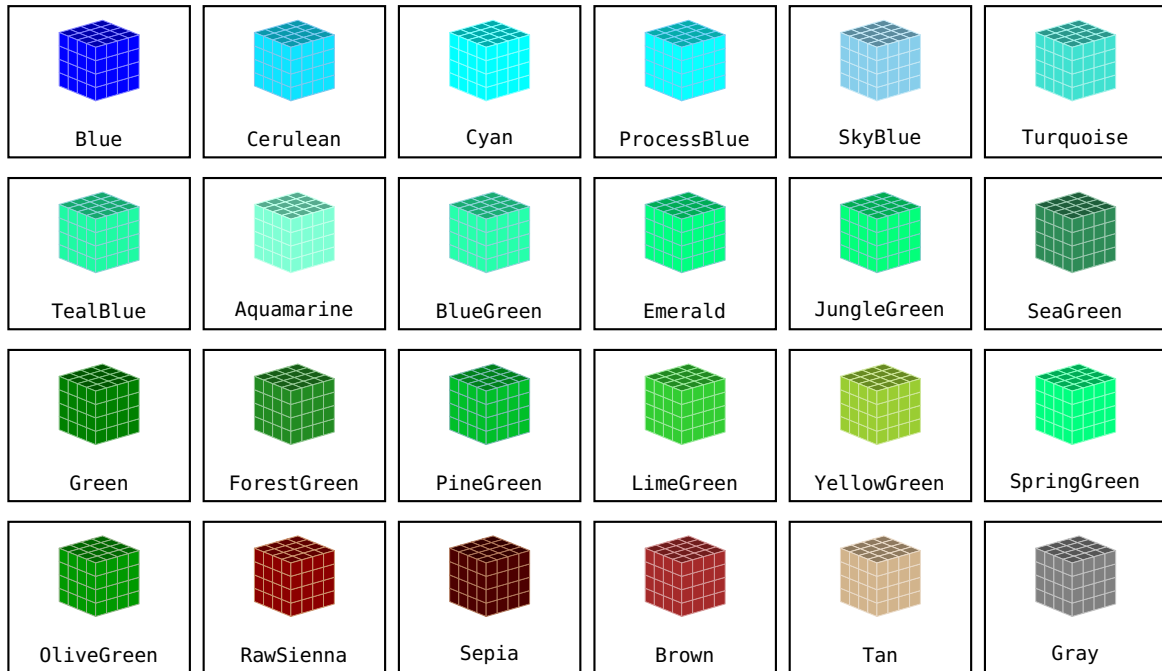 Blue
Cerulean
Cyan
ProcessBlue
SkyBlue
Turquoise
TealBlue
Aquamarine
BlueGreen
Emerald
JungleGreen
SeaGreen
Green
ForestGreen
PineGreen
LimeGreen
YellowGreen
SpringGreen
OliveGreen
RawSienna
Sepia
Brown
Tan
Gray